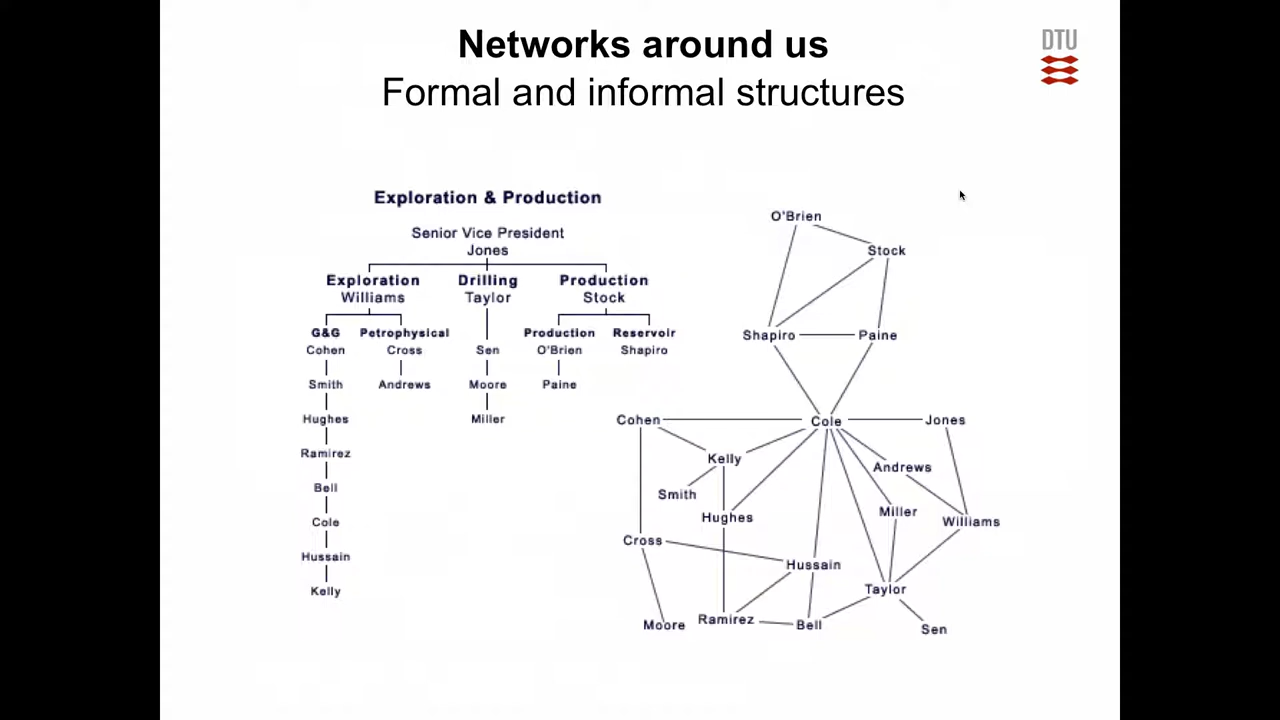 Networks around us
Formal and informal structures
DTU
Exploration & Production
Senior Vice President
Jones
Exploration Drilling Production
Williams Taylor Stock
G&G Petrophysical Production Reservoir
Cohen Cross Sen O'Brien Shapiro
Smith Andrews Moore Paine
Hughes Miller
Ramirez
Bell
Cole
Hussain
Kelly
O'Brien
Stock
Shapiro Paine
Cohen Cole Jones
Kelly Andrews
Smith
Hughes Miller Williams
Cross
Hussain
Taylor
Moore Ramirez Bell Sen